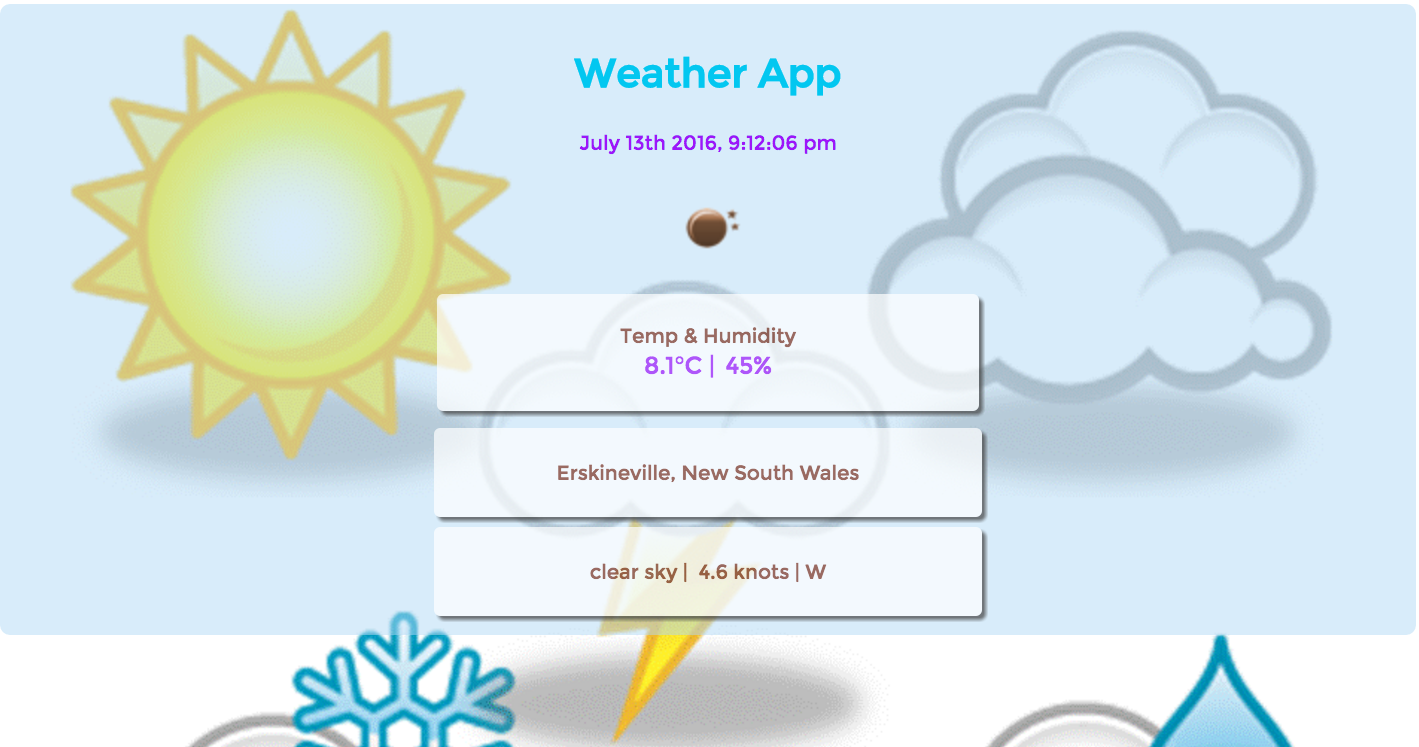 Weather App
July 13th 2016, 9:12:06 pm
Temp & Humidity
8.1°C | 45%
Erskineville, New South Wales
clear sky | 4.6 knots | W